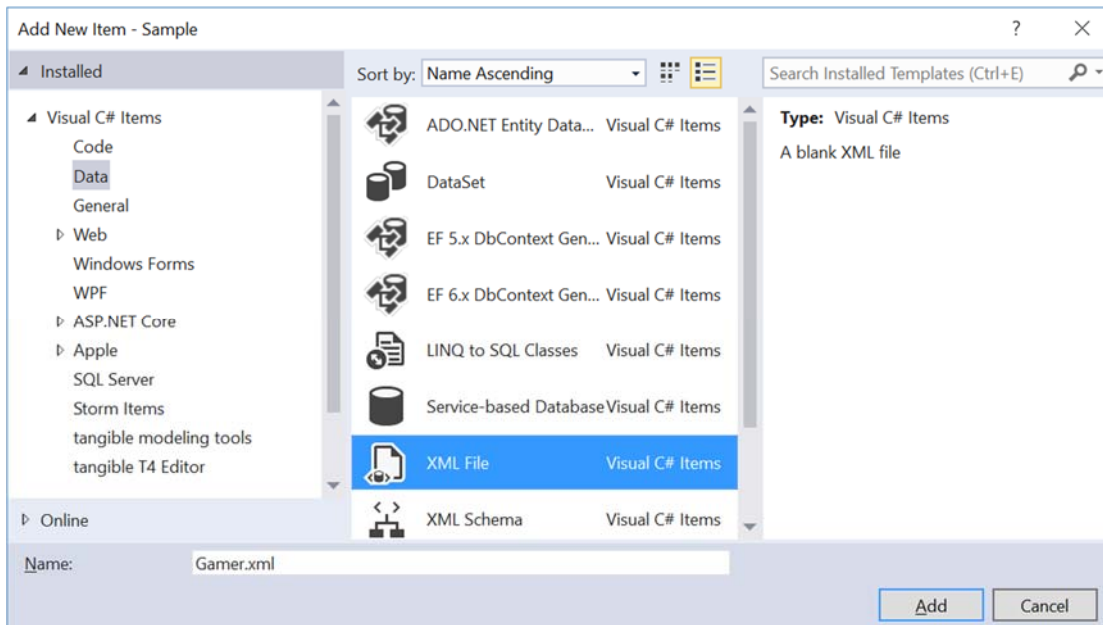 Add New Item - Sample
?
Installed
Sort by: Name Ascending
Search Installed Templates (Ctrl+E)
Visual C# Items
Code
Data
General
Web
Windows Forms
WPF
ASP.NET Core
Apple
SQL Server
Storm Items
tangible modeling tools
tangible T4 Editor
Online
ADO.NET Entity Data... Visual C# Items
DataSet Visual C# Items
EF 5.x DbContext Gen... Visual C# Items
EF 6.x DbContext Gen... Visual C# Items
LINQ to SQL Classes Visual C# Items
Service-based Database Visual C# Items
XML File Visual C# Items
XML Schema Visual C# Items
Type: Visual C# Items
A blank XML file
Name: Gamer.xml
Add Cancel